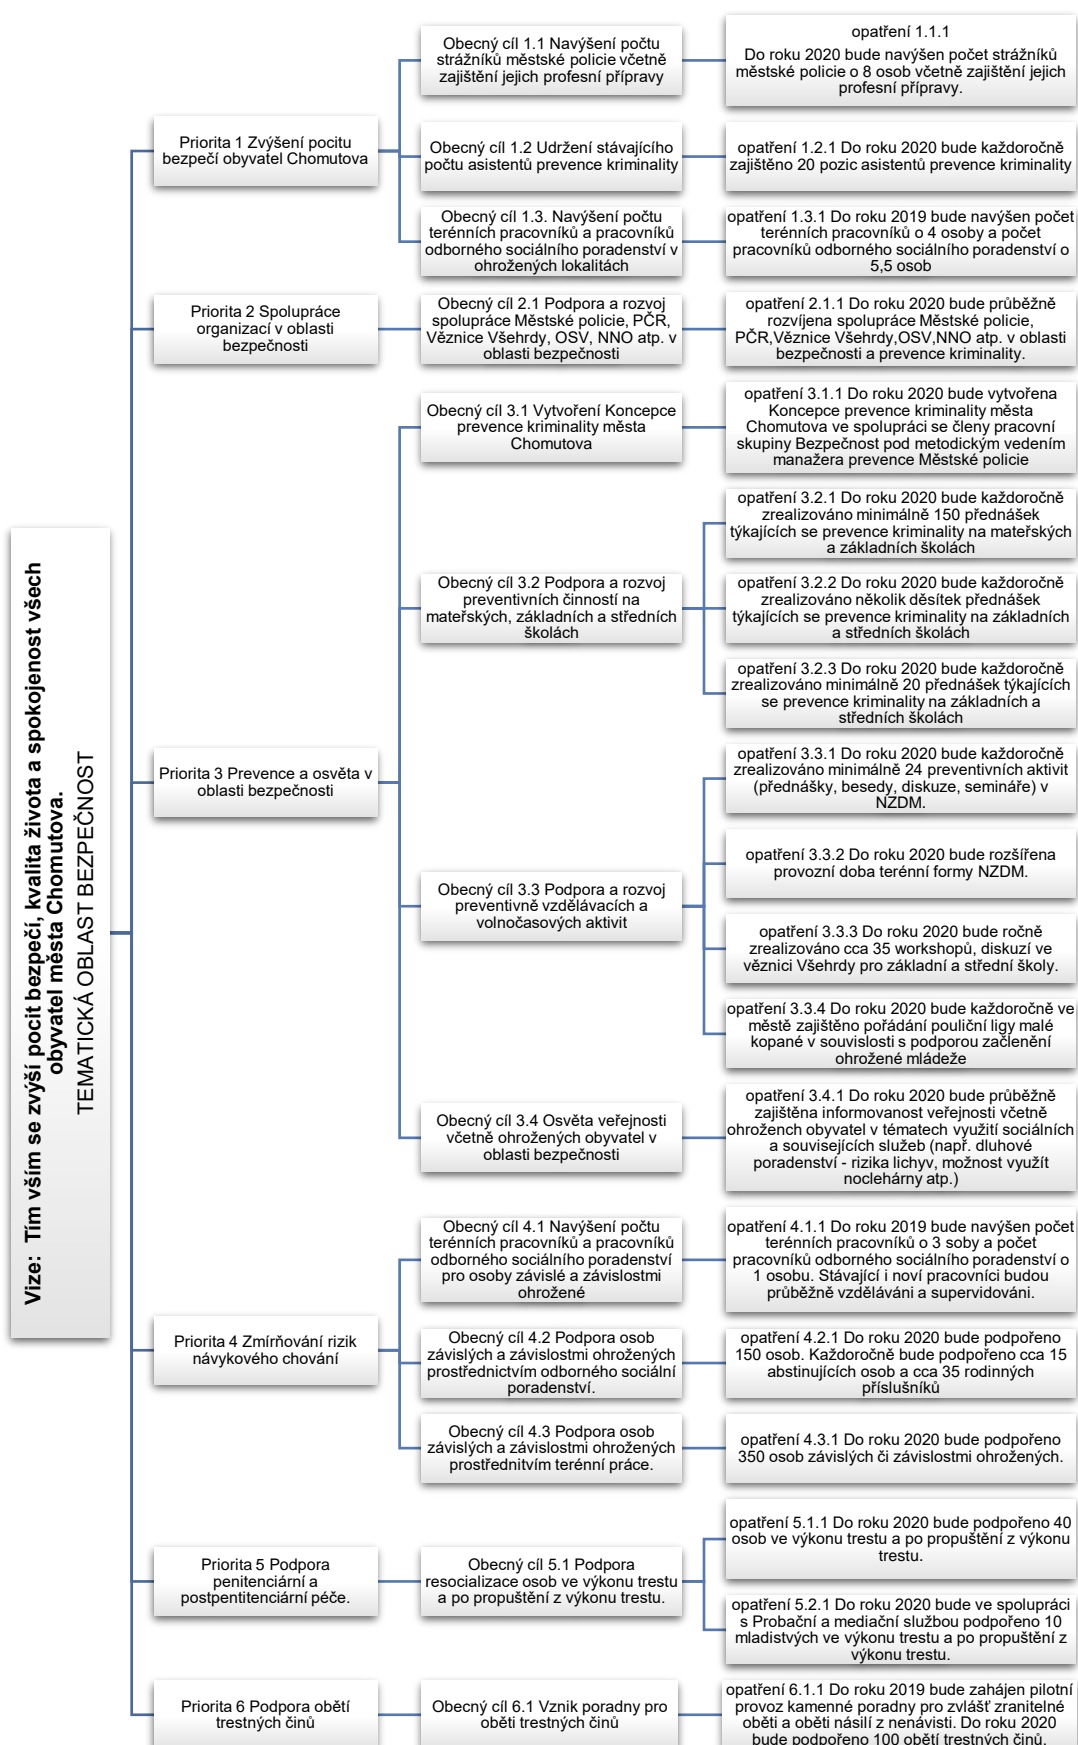 Vize: Tím vším se zvýší pocit bezpečí, kvalita života a spokojenost všech
obyvatel města Chomutova.
TEMATICKÁ OBLAST BEZPEČNOST
Priorita 1 Zvýšení pocitu
bezpečí obyvatel Chomutova
Obecný cíl 1.1 Navýšení počtu
strážníků městské policie včetně
zajištění jejich profesní přípravy
opatření 1.1.1
Do roku 2020 bude navýšen počet strážníků
městské policie o 8 osob včetně zajištění jejich
profesní přípravy.
Obecný cíl 1.2 Udržení stávajícího
počtu asistentů prevence kriminality
opatření 1.2.1 Do roku 2020 bude každoročně
zajištěno 20 pozic asistentů prevence kriminality
Obecný cíl 1.3. Navýšení počtu
terénních pracovníků a pracovníků
odborného sociálního poradenství v
ohrožených lokalitách
opatření 1.3.1 Do roku 2019 bude navýšen počet
terénních pracovníků o 4 osoby a počet
pracovníků odborného sociálního poradenství o
5,5 osob
Priorita 2 Spolupráce
organizací v oblasti
bezpečnosti
Obecný cíl 2.1 Podpora a rozvoj
spolupráce Městské policie, PČR,
Věznice Všehrdy, OSV, NNO atp. v
oblasti bezpečnosti
opatření 2.1.1 Do roku 2020 bude průběžně
rozvíjena spolupráce Městské policie,
PČR,Věznice Všehrdy,OSV,NNO atp. v oblasti
bezpečnosti a prevence kriminality.
Priorita 3 Prevence a osvěta v
oblasti bezpečnosti
Obecný cíl 3.1 Vytvoření Koncepce
prevence kriminality města
Chomutova
opatření 3.1.1 Do roku 2020 bude vytvořena
Koncepce prevence kriminality města
Chomutova ve spolupráci se členy pracovní
skupiny Bezpečnost pod metodickým vedením
manažera prevence Městské policie
Obecný cíl 3.2 Podpora a rozvoj
preventivních činností na
mateřských, základních a středních
školách
opatření 3.2.1 Do roku 2020 bude každoročně
zrealizováno minimálně 150 přednášek
týkajících se prevence kriminality na mateřských
a základních školách
opatření 3.2.2 Do roku 2020 bude každoročně
zrealizováno několik děsítek přednášek
týkajících se prevence kriminality na základních
a středních školách
opatření 3.2.3 Do roku 2020 bude každoročně
zrealizováno minimálně 20 přednášek týkajících
se prevence kriminality na základních a
středních školách
Obecný cíl 3.3 Podpora a rozvoj
preventivně vzdělávacích a
volnočasových aktivit
opatření 3.3.1 Do roku 2020 bude každoročně
zrealizováno minimálně 24 preventivních aktivit
(přednášky, besedy, diskuze, semináře) v
NZDM.
opatření 3.3.2 Do roku 2020 bude rozšířena
provozní doba terénní formy NZDM.
opatření 3.3.3 Do roku 2020 bude ročně
zrealizováno cca 35 workshopů, diskuzí ve
věznici Všehrdy pro základní a střední školy.
opatření 3.3.4 Do roku 2020 bude každoročně ve
městě zajištěno pořádání pouliční ligy malé
kopané v souvislosti s podporou začlenění
ohrožené mládeže
Obecný cíl 3.4 Osvěta veřejnosti
včetně ohrožených obyvatel v
oblasti bezpečnosti
opatření 3.4.1 Do roku 2020 bude průběžně
zajištěna informovanost veřejnosti včetně
ohrožench obyvatel v tématech využití sociálních
a souvisejících služeb (např. dluhové
poradenství - rizika lichyv, možnost využít
noclehárny atp.)
Priorita 4 Zmírňování rizik
návykového chování
Obecný cíl 4.1 Navýšení počtu
terénních pracovníků a pracovníků
odborného sociálního poradenství
pro osoby závislé a závislostmi
ohrožené
opatření 4.1.1 Do roku 2019 bude navýšen počet
terénních pracovníků o 3 soby a počet
pracovníků odborného sociálního poradenství o
1 osobu. Stávající i noví pracovníci budou
průběžně vzděláváni a supervidováni.
Obecný cíl 4.2 Podpora osob
závislých a závislostmi ohrožených
prostřednictvím odborného sociální
poradenství.
opatření 4.2.1 Do roku 2020 bude podpořeno
150 osob. Každoročně bude podpořeno cca 15
abstinujících osob a cca 35 rodinných
příslušníků
Obecný cíl 4.3 Podpora osob
závislých a závislostmi ohrožených
prostřednitvím terénní práce.
opatření 4.3.1 Do roku 2020 bude podpořeno
350 osob závislých či závislostmi ohrožených.
Priorita 5 Podpora
penitenciární a
postpentitenciární péče.
Obecný cíl 5.1 Podpora
resocializace osob ve výkonu trestu
a po propuštění z výkonu trestu.
opatření 5.1.1 Do roku 2020 bude podpořeno 40
osob ve výkonu trestu a po propuštění z výkonu
trestu.
opatření 5.2.1 Do roku 2020 bude ve spolupráci
s Probační a mediační službou podpořeno 10
mladistvých ve výkonu trestu a po propuštění z
výkonu trestu.
Priorita 6 Podpora obětí
trestných činů
Obecný cíl 6.1 Vznik poradny pro
oběti trestných činů
opatření 6.1.1 Do roku 2019 bude zahájen pilotní
provoz kamenné poradny pro zvlášť zranitelné
oběti a oběti násilí z nenávisti. Do roku 2020
bude podpořeno 100 obětí trestných činů.